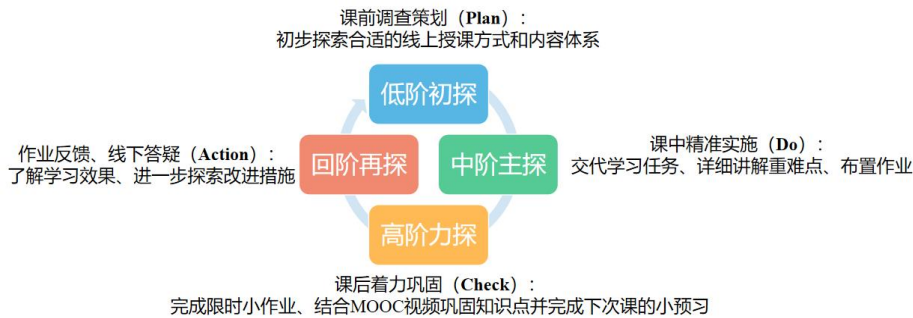 课前调查策划（Plan）：
初步探索合适的线上授课方式和内容体系
低阶初探
作业反馈、线下答疑（Action）：
了解学习效果、进一步探索改进措施
回阶再探
中阶主探
课中精准实施（Do）：
交代学习任务、详细讲解重难点、布置作业
高阶力探
课后着力巩固（Check）：
完成限时小作业、结合MOOC视频巩固知识点并完成下次课的小预习